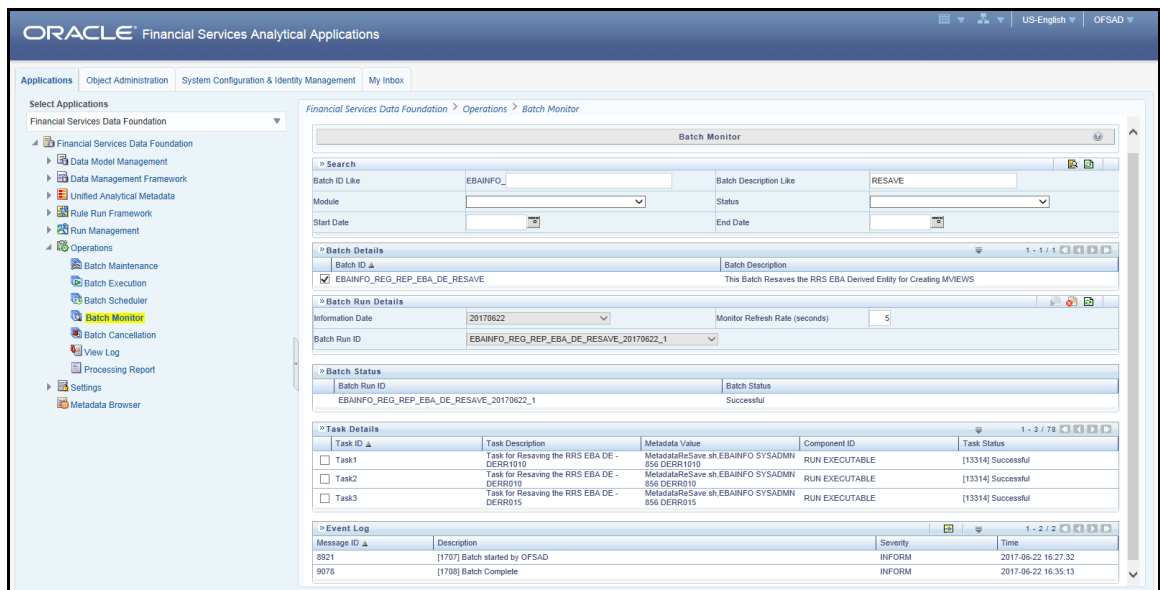 US-English OFSAD
ORACLE® Financial Services Analytical Applications
Applications Object Administration System Configuration & Identity Management My Inbox
Select Applications
Financial Services Data Foundation
Financial Services Data Foundation
Data Model Management
Data Management Framework
Unified Analytical Metadata
Rule Run Framework
Run Management
Operations
Batch Maintenance
Batch Execution
Batch Scheduler
Batch Monitor
Batch Cancellation
View Log
Processing Report
Settings
Metadata Browser
Financial Services Data Foundation > Operations > Batch Monitor
Batch Monitor
» Search
Batch ID Like EBAINFO_ Batch Description Like RESAVE
Module Status
Start Date End Date
» Batch Details 1 - 1 / 1
Batch ID Batch Description
EBAINFO_REG_REP_EBA_DE_RESAVE This Batch Resaves the RRS EBA Derived Entity for Creating MVIEWS
» Batch Run Details
Information Date 20170622 Monitor Refresh Rate (seconds) 5
Batch Run ID EBAINFO_REG_REP_EBA_DE_RESAVE_20170622_1
» Batch Status
Batch Run ID Batch Status
EBAINFO_REG_REP_EBA_DE_RESAVE_20170622_1 Successful
» Task Details 1 - 3 / 78
Task ID Task Description Metadata Value Component ID Task Status
Task1 Task for Resaving the RRS EBA DE - DERR1010 MetadataReSave.sh,EBAINFO SYSADMN 856 DERR1010 RUN EXECUTABLE [13314] Successful
Task2 Task for Resaving the RRS EBA DE - DERR010 MetadataReSave.sh,EBAINFO SYSADMN 856 DERR010 RUN EXECUTABLE [13314] Successful
Task3 Task for Resaving the RRS EBA DE - DERR015 MetadataReSave.sh,EBAINFO SYSADMN 856 DERR015 RUN EXECUTABLE [13314] Successful
» Event Log 1 - 2 / 2
Message ID Description Severity Time
8921 [1707] Batch started by OFSAD INFORM 2017-06-22 16:27:32
9078 [1708] Batch Complete INFORM 2017-06-22 16:35:13